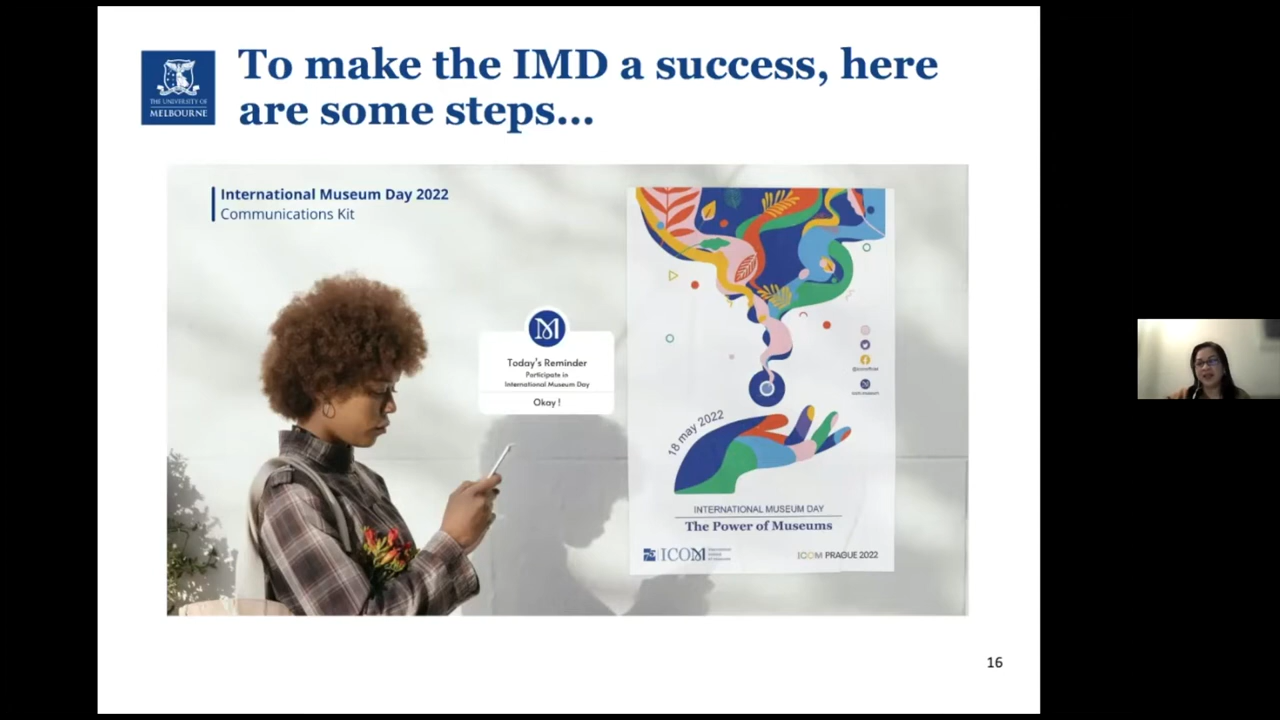 To make the IMD a success, here
are some steps...
THE UNIVERSITY OF
MELBOURNE
International Museum Day 2022
Communications Kit
Today's Reminder
Participate in
International Museum Day
Okay !
18 may 2022
INTERNATIONAL MUSEUM DAY
The Power of Museums
ICOM
ICOM PRAGUE 2022
16